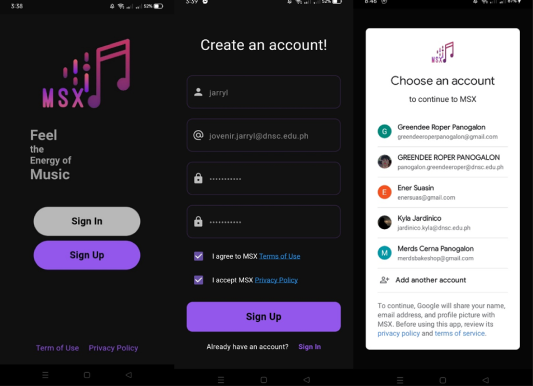 3:38
52%
MSX
Feel
the
Energy of
Music
Sign In
Sign Up
Term of Use Privacy Policy
3:39
52%
Create an account!
jarryl
jovenir.jarryl@dnsc.edu.ph
I agree to MSX Terms of Use
I accept MSX Privacy Policy
Sign Up
Already have an account? Sign In
8:48
67%
MSX
Choose an account
to continue to MSX
G
Greendee Roper Panogalon
greendeeroperpanogalon@gmail.com
GREENDEE ROPER PANOGALON
panogalon.greendeeroper@dnsc.edu.ph
E
Ener Suasin
enersuas@gmail.com
Kyla Jardinico
jardinico.kyla@dnsc.edu.ph
M
Merds Cerna Panogalon
merdsbakeshop@gmail.com
Add another account
To continue, Google will share your name,
email address, and profile picture with
MSX. Before using this app, review its
privacy policy and terms of service.